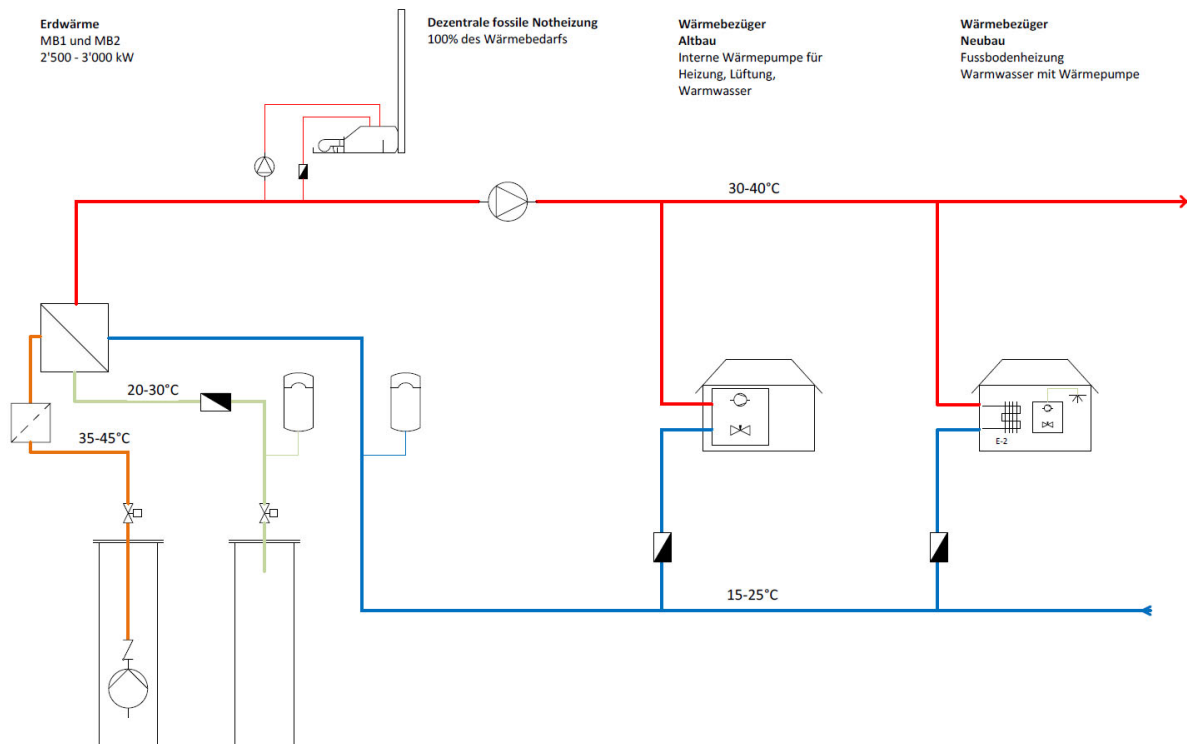 Erdwärme
MB1 und MB2
2'500 - 3'000 kW
Dezentrale fossile Notheizung
100% des Wärmebedarfs
Wärmebezüger
Altbau
Interne Wärmepumpe für
Heizung, Lüftung,
Warmwasser
Wärmebezüger
Neubau
Fussbodenheizung
Warmwasser mit Wärmepumpe
30-40°C
20-30°C
35-45°C
E-2
15-25°C